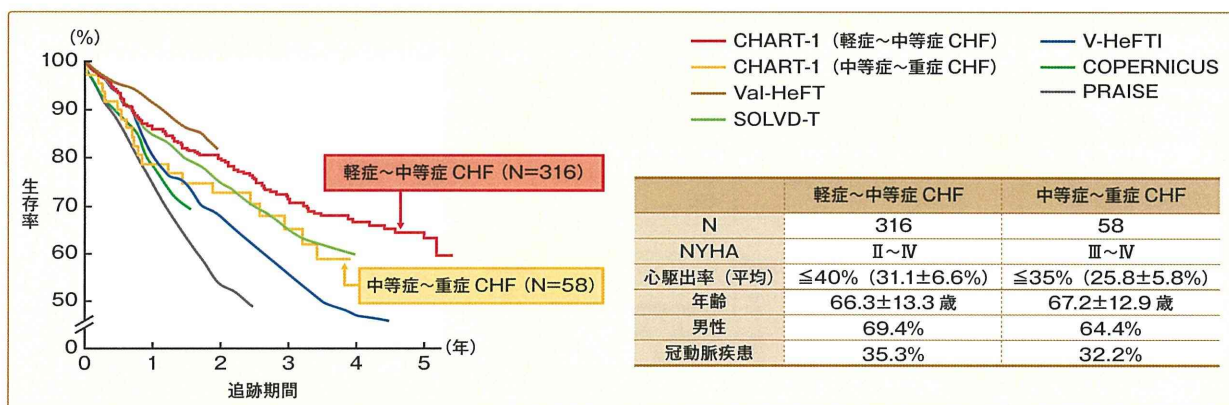 (%)
100
90
80
70
60
50
0
生存率
0
1
2
3
4
5
(年)
追跡期間
軽症～中等症 CHF (N=316)
中等症～重症 CHF (N=58)
CHART-1（軽症～中等症 CHF）
CHART-1（中等症～重症 CHF）
Val-HeFT
SOLVD-T
V-HeFTI
COPERNICUS
PRAISE
軽症～中等症 CHF 中等症～重症 CHF
N 316 58
NYHA Ⅱ～Ⅳ Ⅲ～Ⅳ
心駆出率（平均） ≦40% (31.1±6.6%) ≦35% (25.8±5.8%)
年齢 66.3±13.3 歳 67.2±12.9 歳
男性 69.4% 64.4%
冠動脈疾患 35.3% 32.2%